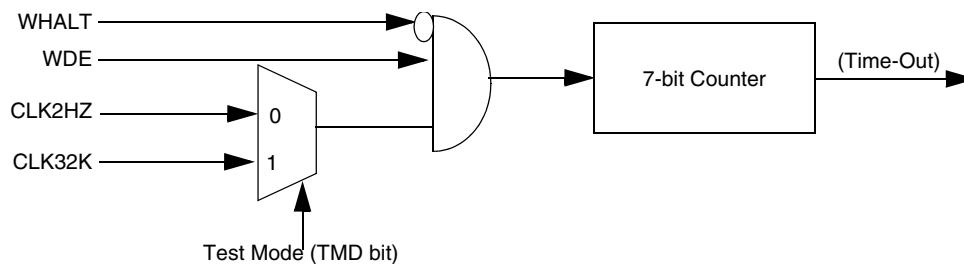 WHALT
WDE
CLK2HZ
CLK32K
0
1
7-bit Counter
(Time-Out)
Test Mode (TMD bit)